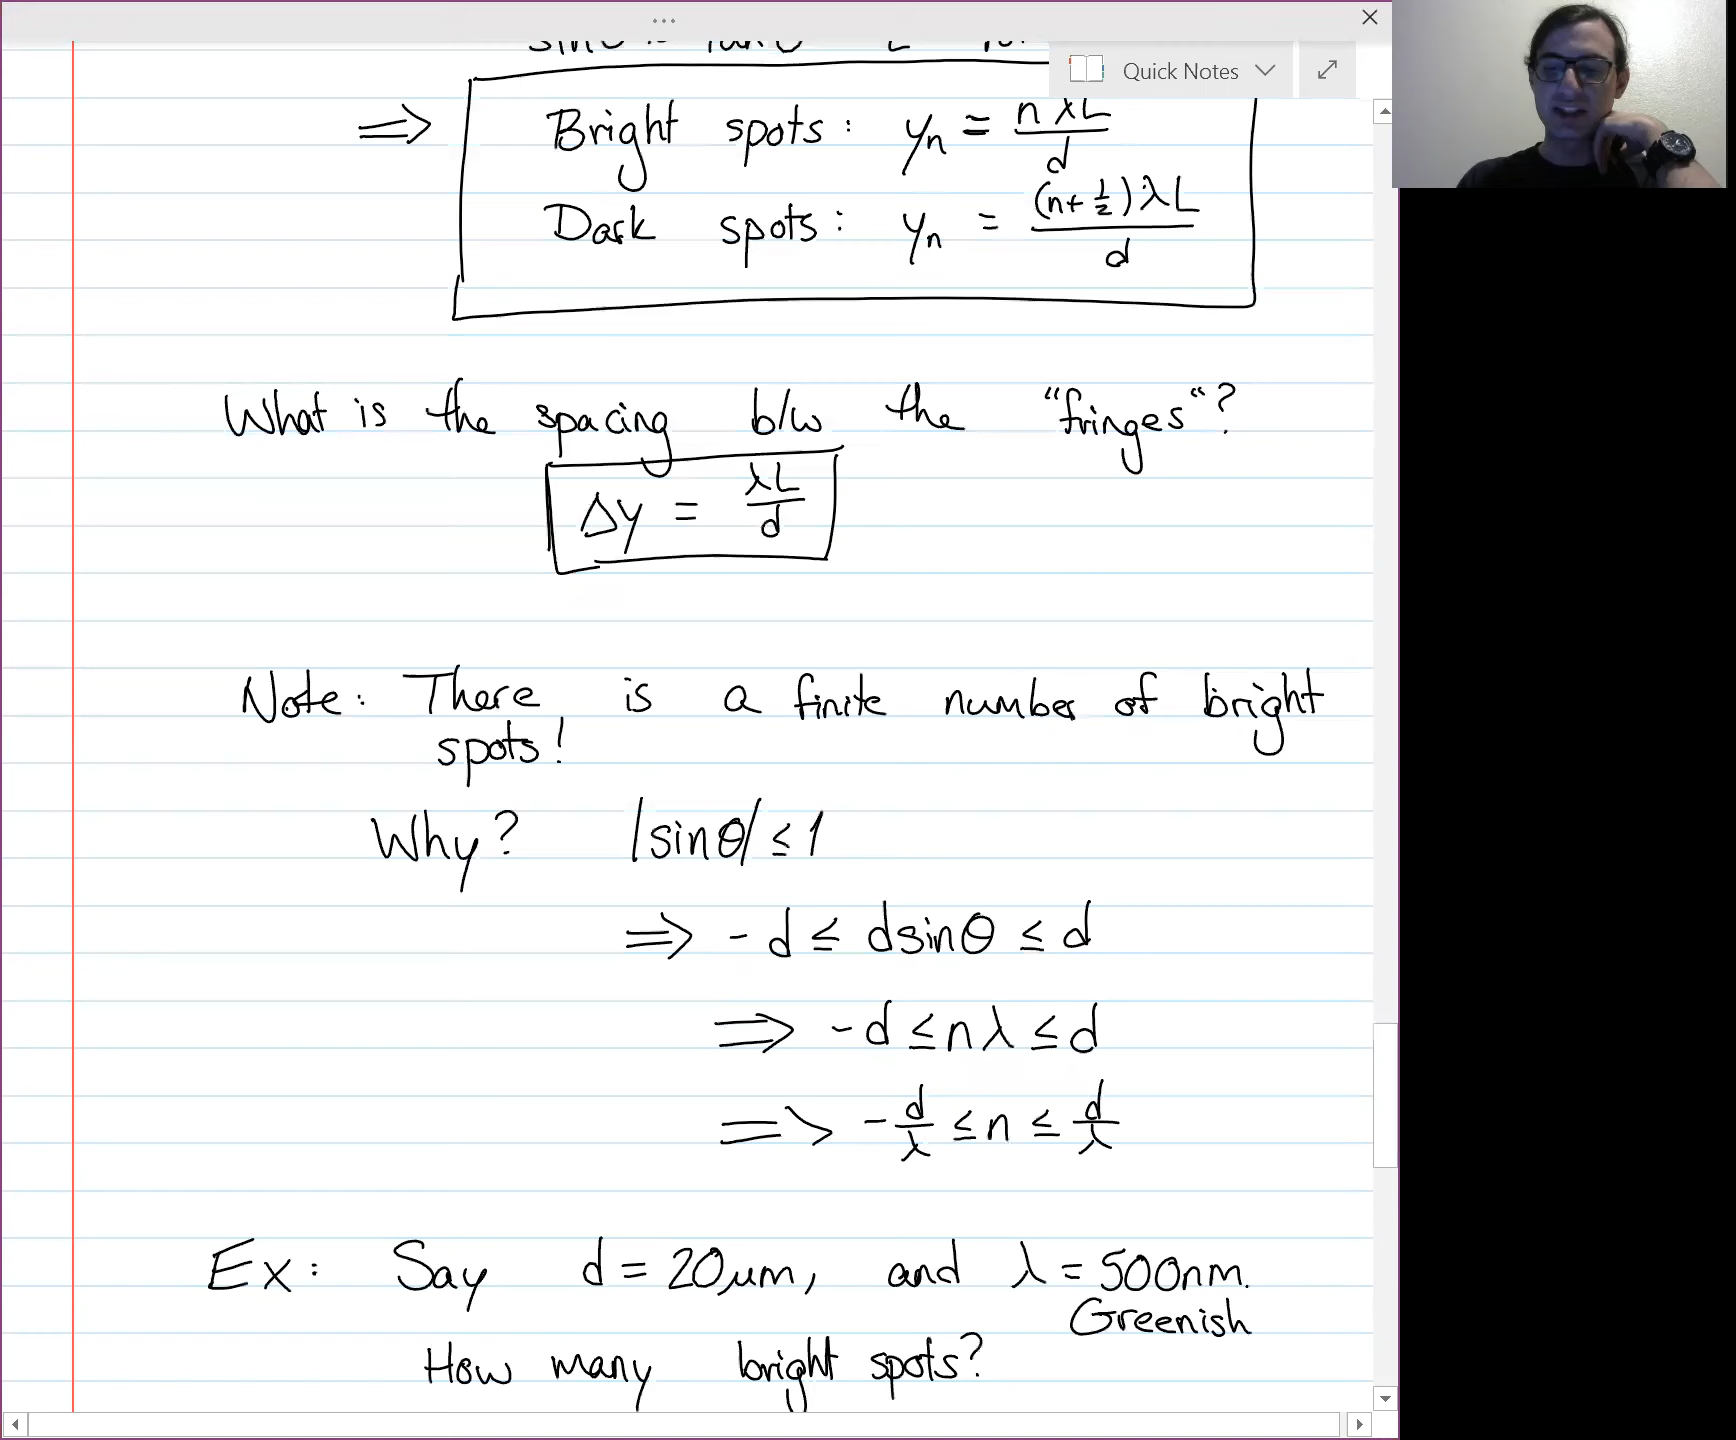 Quick Notes
⇒ Bright spots: yₙ = nλL/d
Dark spots: yₙ = (n+½)λL/d
What is the spacing b/w the "fringes"?
Δy = λL/d
Note: There is a finite number of bright
spots!
Why? |sinθ| ≤ 1
⇒ -d ≤ dsinθ ≤ d
⇒ -d ≤ nλ ≤ d
⇒ -d/λ ≤ n ≤ d/λ
Ex: Say d = 20μm, and λ = 500nm.
Greenish
How many bright spots?